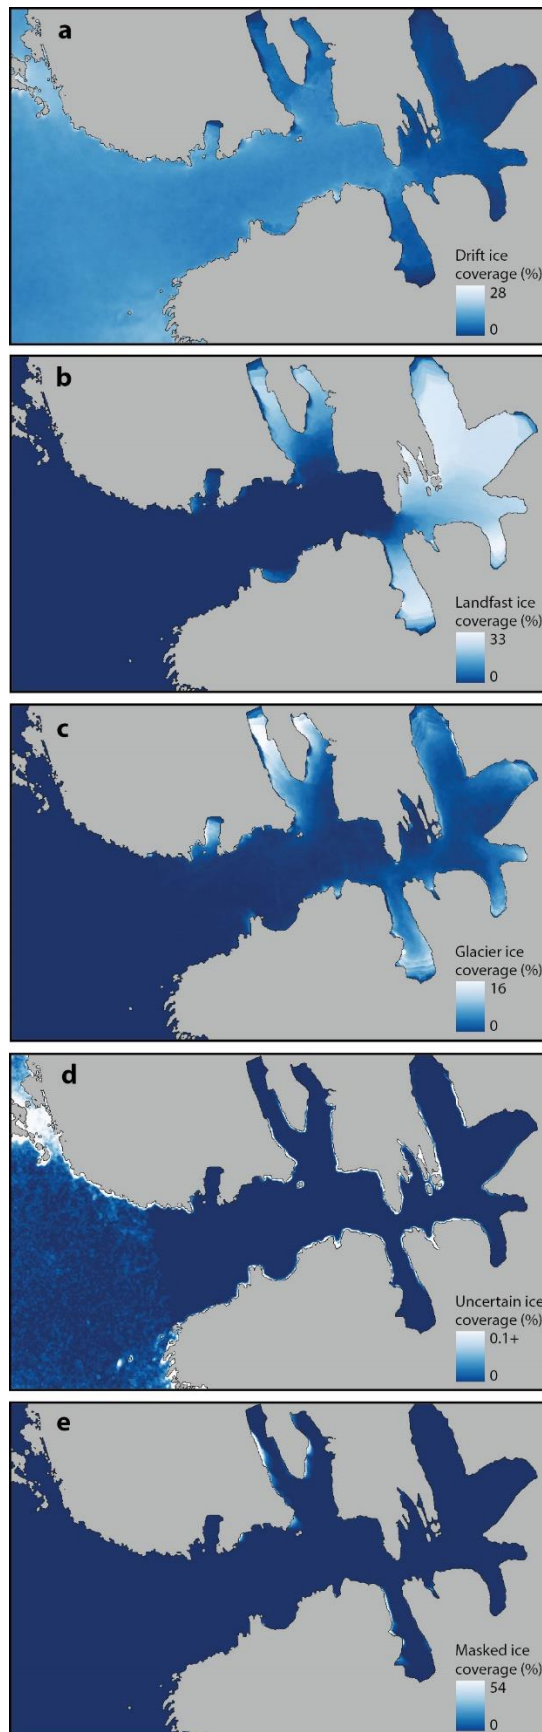 a
Drift ice
coverage (%)
28
0
b
Landfast ice
coverage (%)
33
0
c
Glacier ice
coverage (%)
16
0
d
Uncertain ice
coverage (%)
0.1+
0
e
Masked ice
coverage (%)
54
0